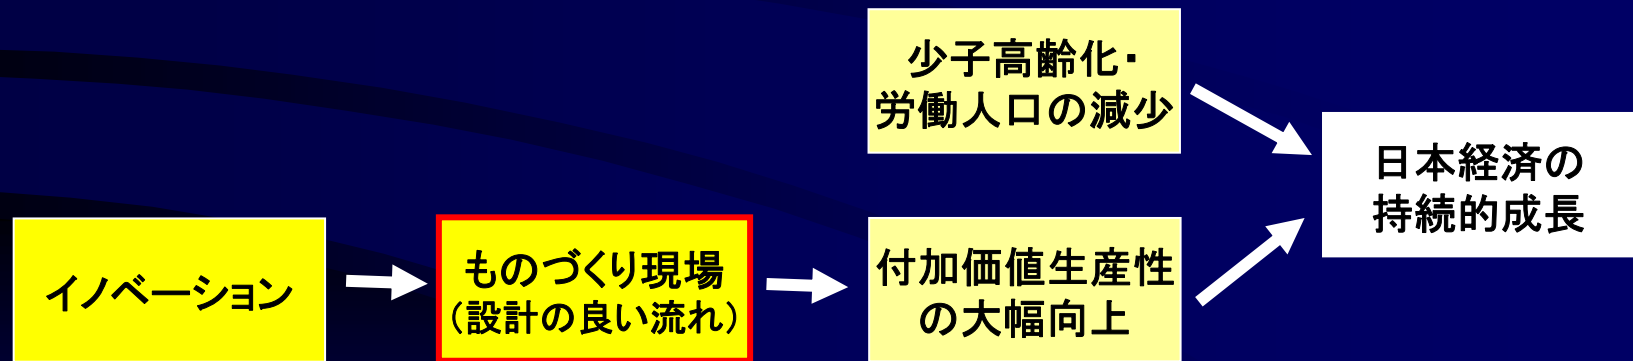 少子高齢化・
労働人口の減少
日本経済の
持続的成長
イノベーション
ものづくり現場
（設計の良い流れ）
付加価値生産性
の大幅向上